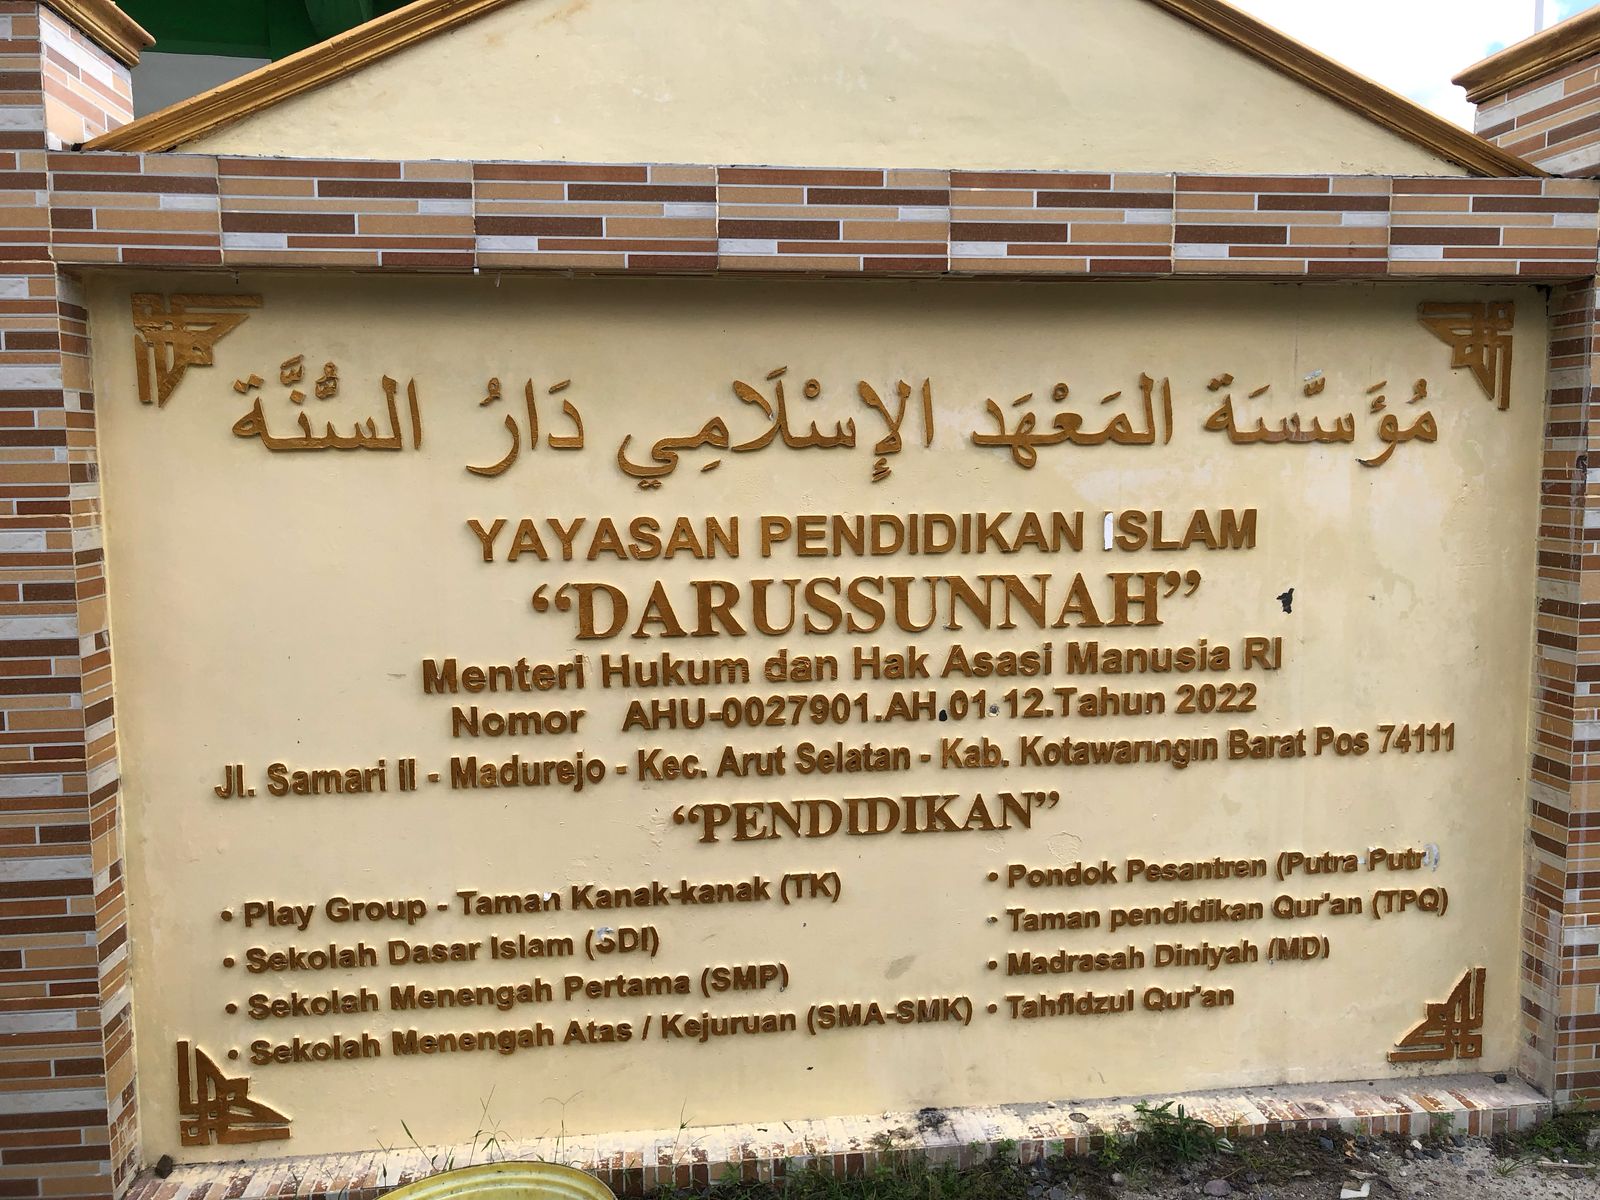 مُؤَسَّسَة المَعْهَد الإِسْلَامِي دَارُ السُّنَّة
YAYASAN PENDIDIKAN ISLAM
“DARUSSUNNAH”
Menteri Hukum dan Hak Asasi Manusia RI
Nomor AHU-0027901.AH.01.12.Tahun 2022
Jl. Samari II - Madurejo - Kec. Arut Selatan - Kab. Kotawaringin Barat Pos 74111
“PENDIDIKAN”
• Play Group - Taman Kanak-kanak (TK)
• Sekolah Dasar Islam (SDI)
• Sekolah Menengah Pertama (SMP)
• Sekolah Menengah Atas / Kejuruan (SMA-SMK)
• Pondok Pesantren (Putra Putri)
• Taman pendidikan Qur'an (TPQ)
• Madrasah Diniyah (MD)
• Tahfidzul Qur'an